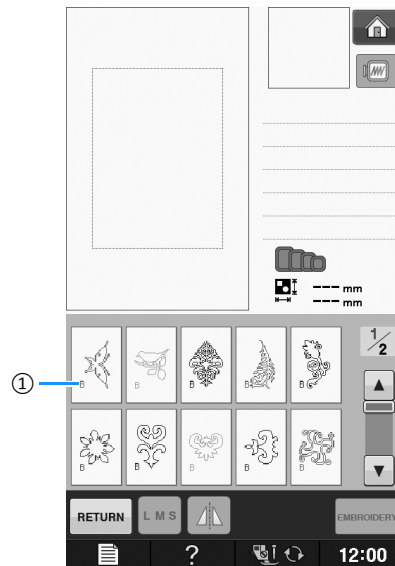 --- mm
--- mm
1/2
①
B B B B B
B B B B B
RETURN L M S EMBROIDERY
? 12:00